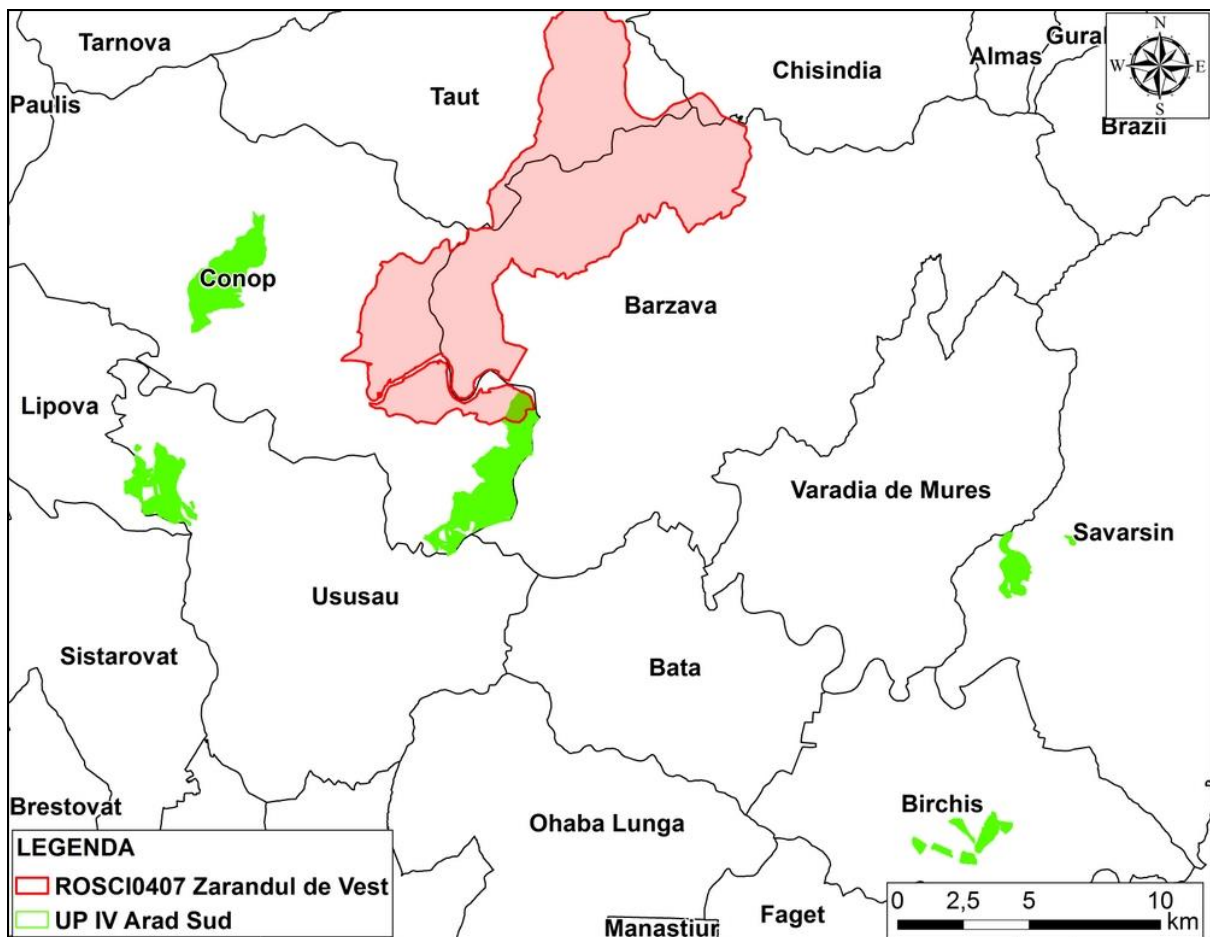 Tarnova
Taut
Chisindia
Almas
Gura
N
W
E
S
Paulis
Brazii
Conop
Barzava
Lipova
Varadia de Mures
Savarsin
Ususau
Sistarovat
Bata
Brestovat
Ohaba Lunga
Birchis
LEGENDA
ROSCI0407 Zarandul de Vest
UP IV Arad Sud
Manastiur
Faget
0 2,5 5 10
km